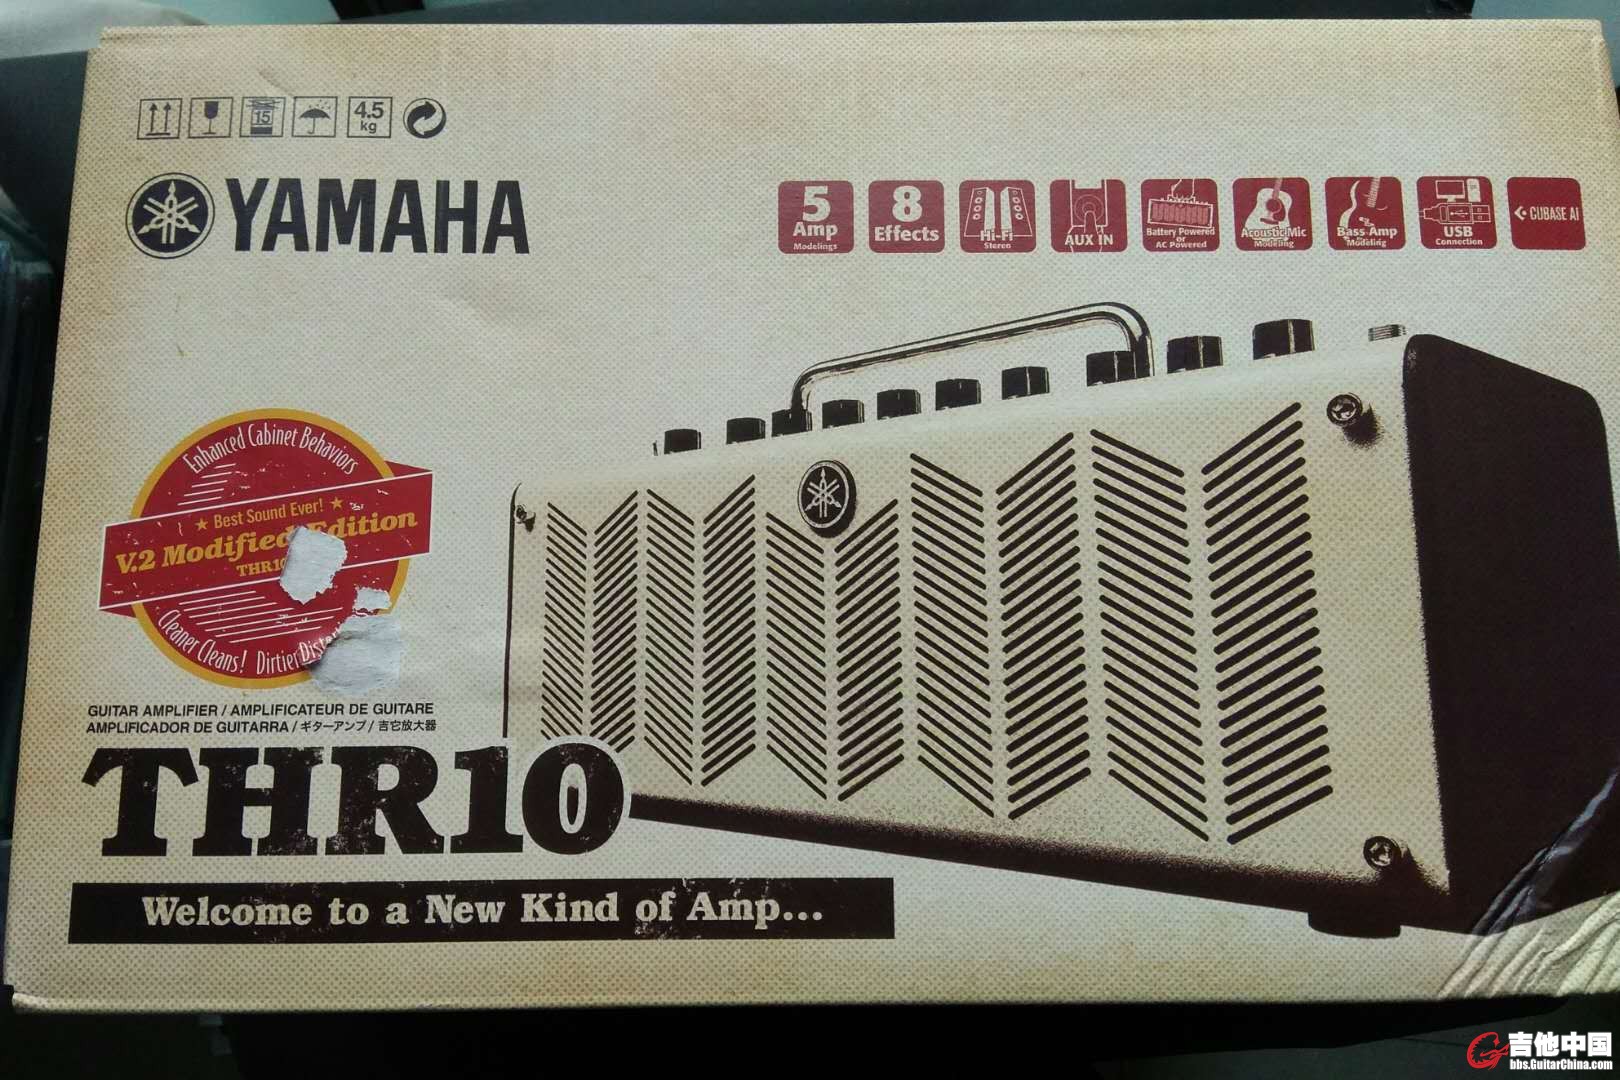 15
4.5
kg
YAMAHA
5
Amp
Modelings
8
Effects
Hi-Fi
Stereo
AUX IN
Battery Powered
or
AC Powered
Acoustic/Mic
Modeling
Bass Amp
Modeling
USB
Connection
CUBASE AI
Enhanced Cabinet Behaviors
★ Best Sound Ever! ★
V.2 Modified Edition
Cleaner Cleans! Dirtier
GUITAR AMPLIFIER / AMPLIFICATEUR DE GUITARE
AMPLIFICADOR DE GUITARRA / ギターアンプ / 吉它放大器
THR10
Welcome to a New Kind of Amp...
吉他中国
bbs.GuitarChina.com